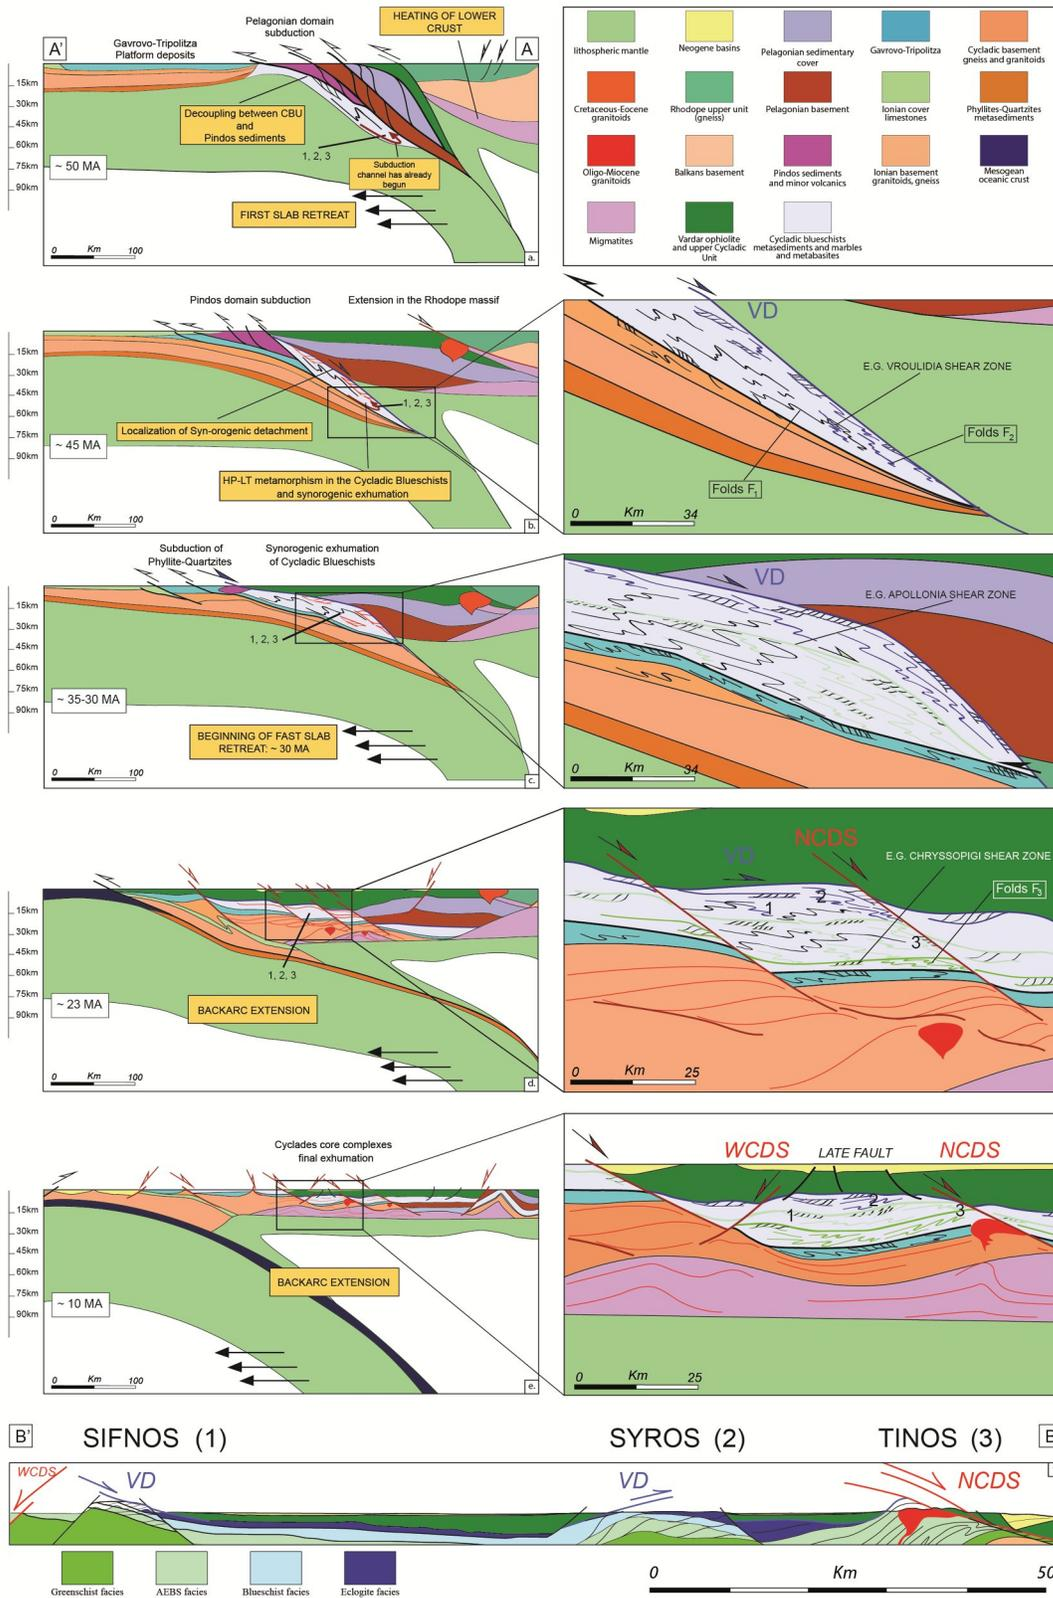 A'
A
Gavrovo-Tripolitza
Platform deposits
Pelagonian domain
subduction
HEATING OF LOWER
CRUST
15km
30km
45km
60km
75km
90km
Decoupling between CBU
and
Pindos sediments
1, 2, 3
Subduction
channel has already
begun
~ 50 MA
FIRST SLAB RETREAT
0 Km 100
a.
lithospheric mantle
Neogene basins
Pelagonian sedimentary
cover
Gavrovo-Tripolitza
Cycladic basement
gneiss and granitoids
Cretaceous-Eocene
granitoids
Rhodope upper unit
(gneiss)
Pelagonian basement
Ionian cover
limestones
Phyllites-Quartzites
metasediments
Oligo-Miocene
granitoids
Balkans basement
Pindos sediments
and minor volcanics
Ionian basement
granitoids, gneiss
Mesogean
oceanic crust
Migmatites
Vardar ophiolite
and upper Cycladic
Unit
Cycladic blueschists
metasediments and marbles
and metabasites
Pindos domain subduction
Extension in the Rhodope massif
15km
30km
45km
60km
75km
90km
1, 2, 3
Localization of Syn-orogenic detachment
~ 45 MA
HP-LT metamorphism in the Cycladic Blueschists
and synorogenic exhumation
0 Km 100
b.
VD
E.G. VROULIDIA SHEAR ZONE
Folds F2
Folds F1
0 Km 34
Subduction of
Phyllite-Quartzites
Synorogenic exhumation
of Cycladic Blueschists
15km
30km
45km
60km
75km
90km
1, 2, 3
~ 35-30 MA
BEGINNING OF FAST SLAB
RETREAT: ~ 30 MA
0 Km 100
c.
VD
E.G. APOLLONIA SHEAR ZONE
0 Km 34
15km
30km
45km
60km
75km
90km
1, 2, 3
~ 23 MA
BACKARC EXTENSION
0 Km 100
d.
VD
NCDS
E.G. CHRYSSOPIGI SHEAR ZONE
Folds F3
1
2
3
0 Km 25
Cyclades core complexes
final exhumation
15km
30km
45km
60km
75km
90km
~ 10 MA
BACKARC EXTENSION
0 Km 100
e.
WCDS
LATE FAULT
NCDS
1
2
3
0 Km 25
B'
SIFNOS (1)
SYROS (2)
TINOS (3)
B
WCDS
VD
VD
NCDS
Greenschist facies
AEBS facies
Blueschist facies
Eclogite facies
0 Km 50